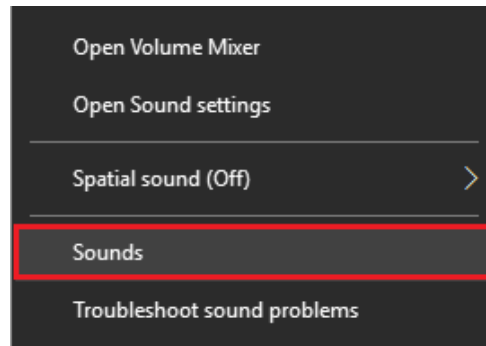 Open Volume Mixer
Open Sound settings
Spatial sound (Off)
Sounds
Troubleshoot sound problems